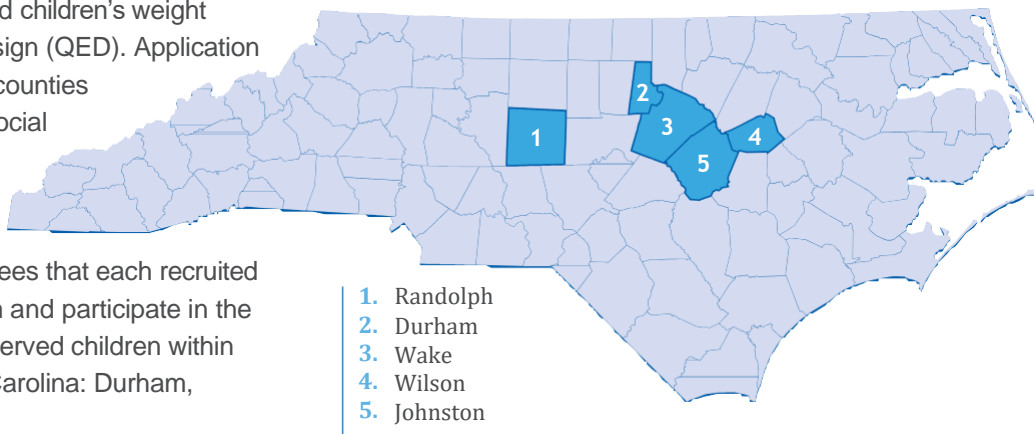 d children’s weight
sign (QED). Application
counties
ocial
ees that each recruited
n and participate in the
erved children within
Carolina: Durham,
1
2
3
4
5
1. Randolph
2. Durham
3. Wake
4. Wilson
5. Johnston